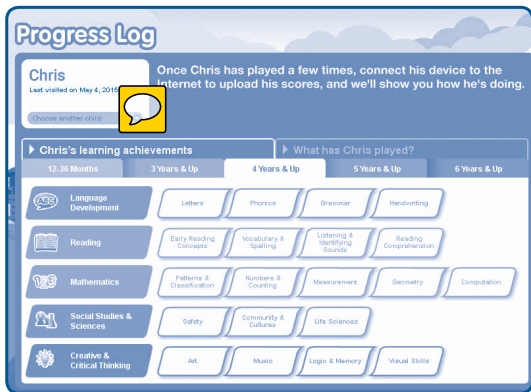 Progress Log
Chris
Last visited on May 4, 2015
Choose another child
Once Chris has played a few times, connect his device to the
Internet to upload his scores, and we'll show you how he's doing.
Chris's learning achievements
What has Chris played?
12-36 Months
3 Years & Up
4 Years & Up
5 Years & Up
6 Years & Up
ABC
Language
Development
Letters
Phonics
Grammar
Handwriting
Reading
Early Reading
Concepts
Vocabulary &
Spelling
Listening &
Identifying
Sounds
Reading
Comprehension
123
Mathematics
Patterns &
Classification
Numbers &
Counting
Measurement
Geometry
Computation
Social Studies &
Sciences
Safety
Community &
Cultures
Life Sciences
Creative &
Critical Thinking
Art
Music
Logic & Memory
Visual Skills